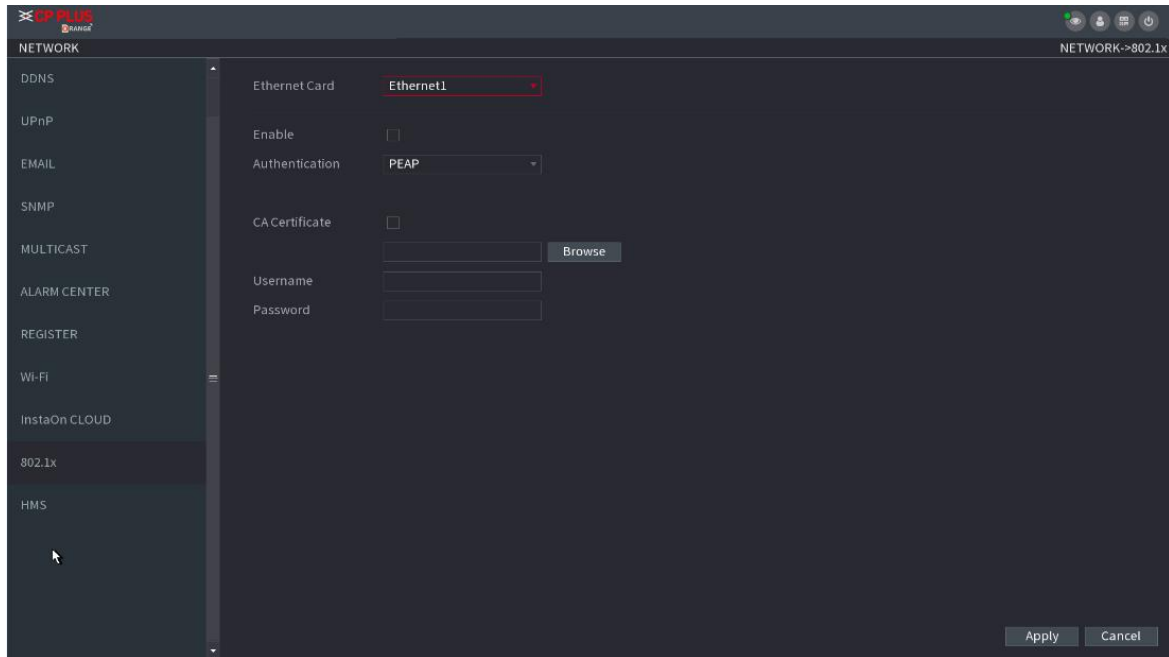 CP PLUS
ORANGE
NETWORK
NETWORK->802.1x
DDNS
UPnP
EMAIL
SNMP
MULTICAST
ALARM CENTER
REGISTER
Wi-Fi
InstaOn CLOUD
802.1x
HMS
Ethernet Card Ethernet1
Enable
Authentication PEAP
CA Certificate
Browse
Username
Password
Apply Cancel